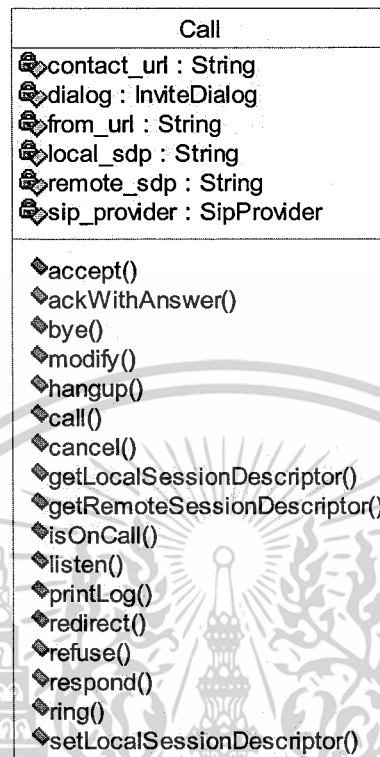 Call
contact_url : String
dialog : InviteDialog
from_url : String
local_sdp : String
remote_sdp : String
sip_provider : SipProvider
accept()
ackWithAnswer()
bye()
modify()
hangup()
call()
cancel()
getLocalSessionDescriptor()
getRemoteSessionDescriptor()
isOnCall()
listen()
printLog()
redirect()
refuse()
respond()
ring()
setLocalSessionDescriptor()